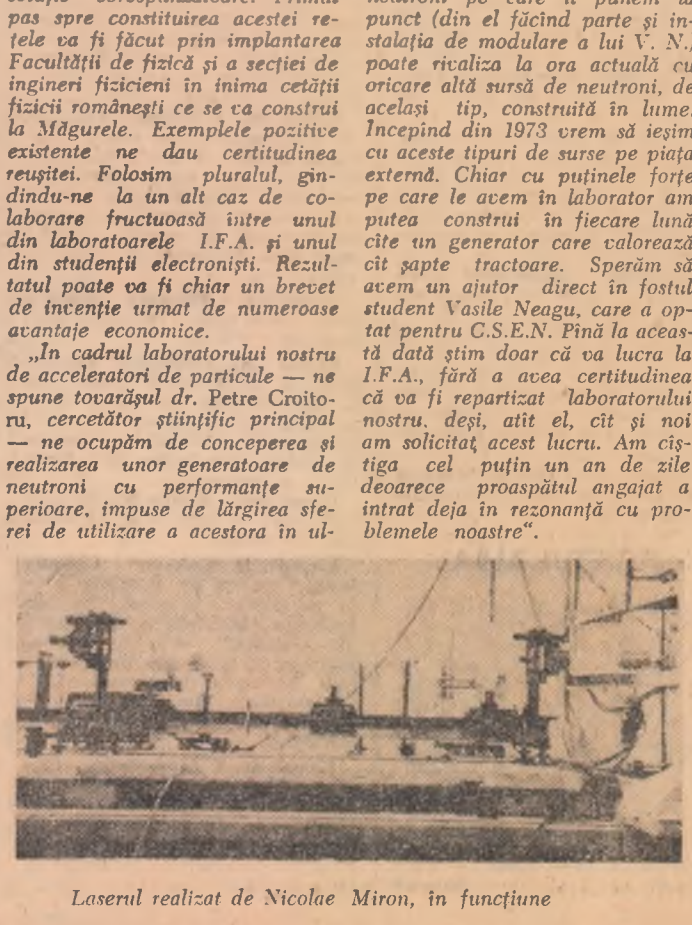 pas spre constituirea acestei re-
țele va fi făcut prin implantarea
Facultății de fizică și a secției de
ingineri fizicieni în inima cetății
fizicii românești ce se va construi
la Măgurele. Exemplele pozitive
existente ne dau certitudinea
reușitei. Folosim pluralul, gin-
dindu-ne la un alt caz de co-
laborare fructuoasă între unul
din laboratoarele I.F.A. și unul
din studenții electroniști. Rezul-
tatul poate va fi chiar un brevet
de invenție urmat de numeroase
avantaje economice.
„In cadrul laboratorului nostru
de acceleratori de particule — ne
spune tovarășul dr. Petre Croito-
ru, cercetător științific principal
— ne ocupăm de conceperea și
realizarea unor generatoare de
neutroni cu performanțe su-
perioare, impuse de lărgirea sfe-
rei de utilizare a acestora în ul-
neutroni pe care îl punem la
punct (din el făcînd parte și in-
stalația de modulare a lui V. N.)
poate rivaliza la ora actuală cu
oricare altă sursă de neutroni, de
același tip, construită în lume.
Incepînd din 1973 vrem să ieșim
cu aceste tipuri de surse pe piața
externă. Chiar cu puținele forțe
pe care le avem în laborator am
putea construi în fiecare lună
cîte un generator care valorează
cît șapte tractoare. Sperăm să
avem un ajutor direct în fostul
student Vasile Neagu, care a op-
tat pentru C.S.E.N. Pînă la aceas-
tă dată știm doar că va lucra la
I.F.A., fără a avea certitudinea
că va fi repartizat laboratorului
nostru, deși, atît el, cît și noi
am solicitat acest lucru. Am cîș-
tiga cel puțin un an de zile
deoarece proaspătul angajat a
intrat deja în rezonanță cu pro-
blemele noastre“.
Laserul realizat de Nicolae Miron, în funcțiune